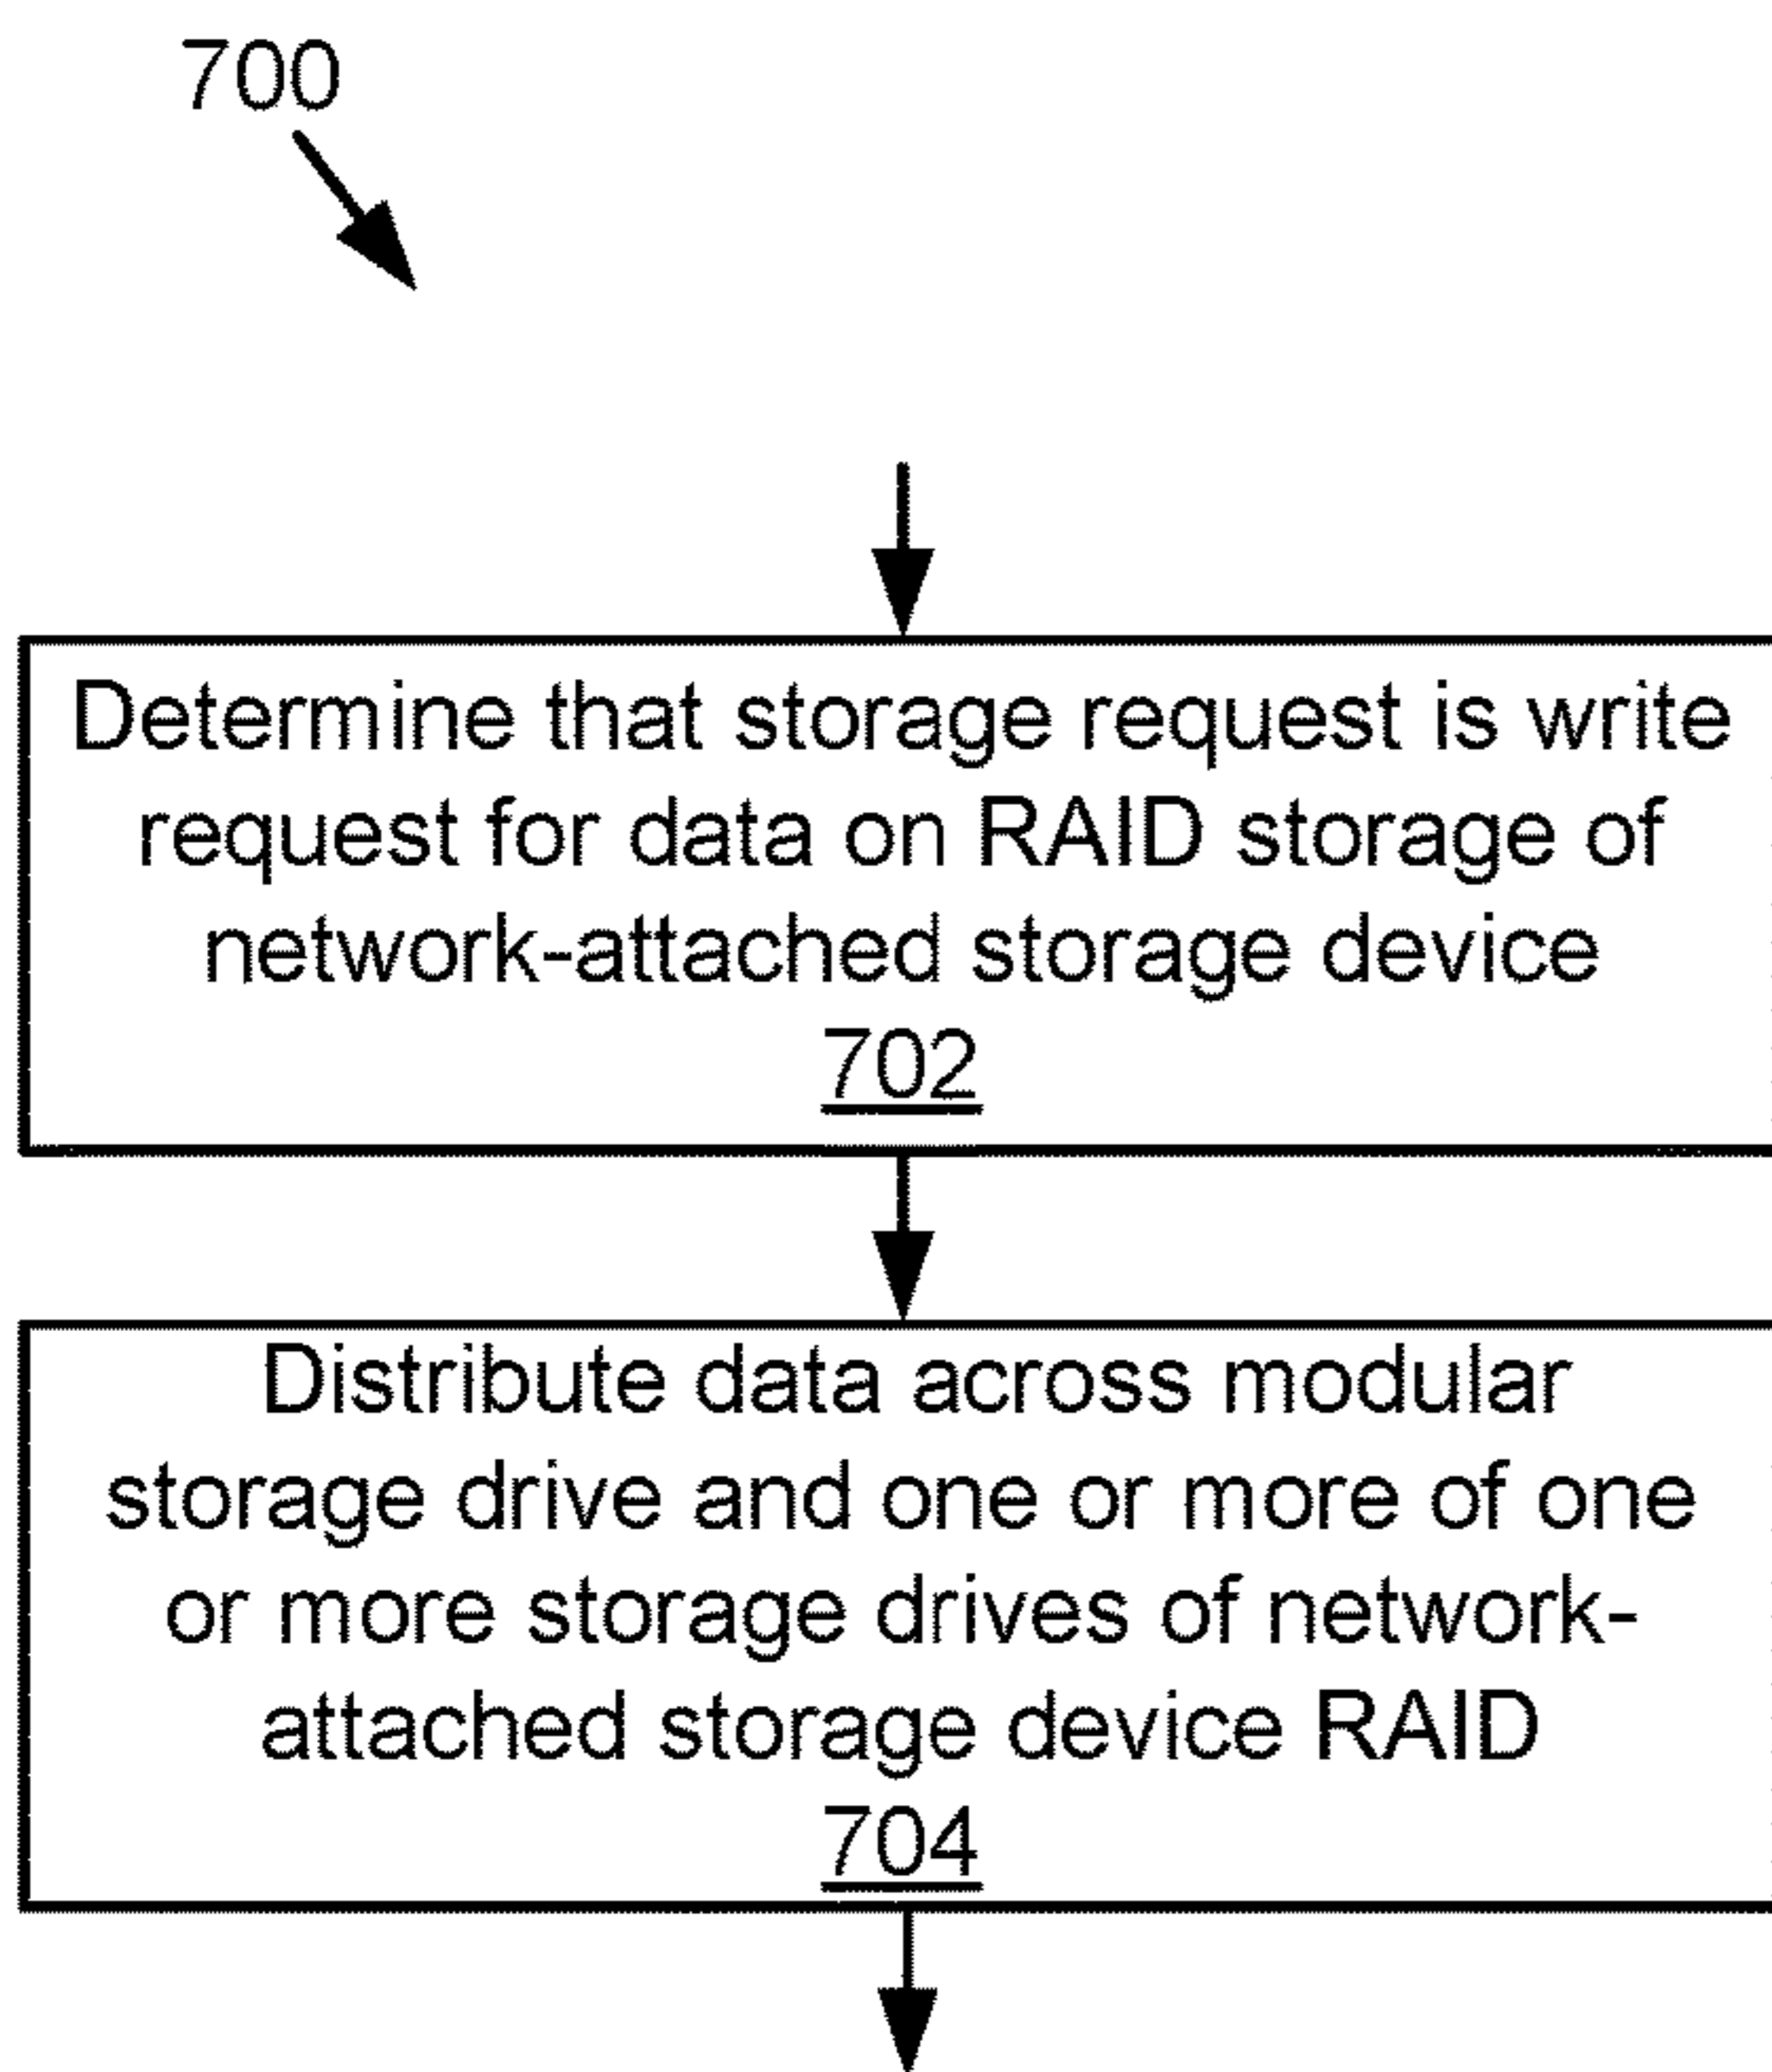 700
Determine that storage request is write
request for data on RAID storage of
network-attached storage device
702
Distribute data across modular
storage drive and one or more of one
or more storage drives of network-
attached storage device RAID
704